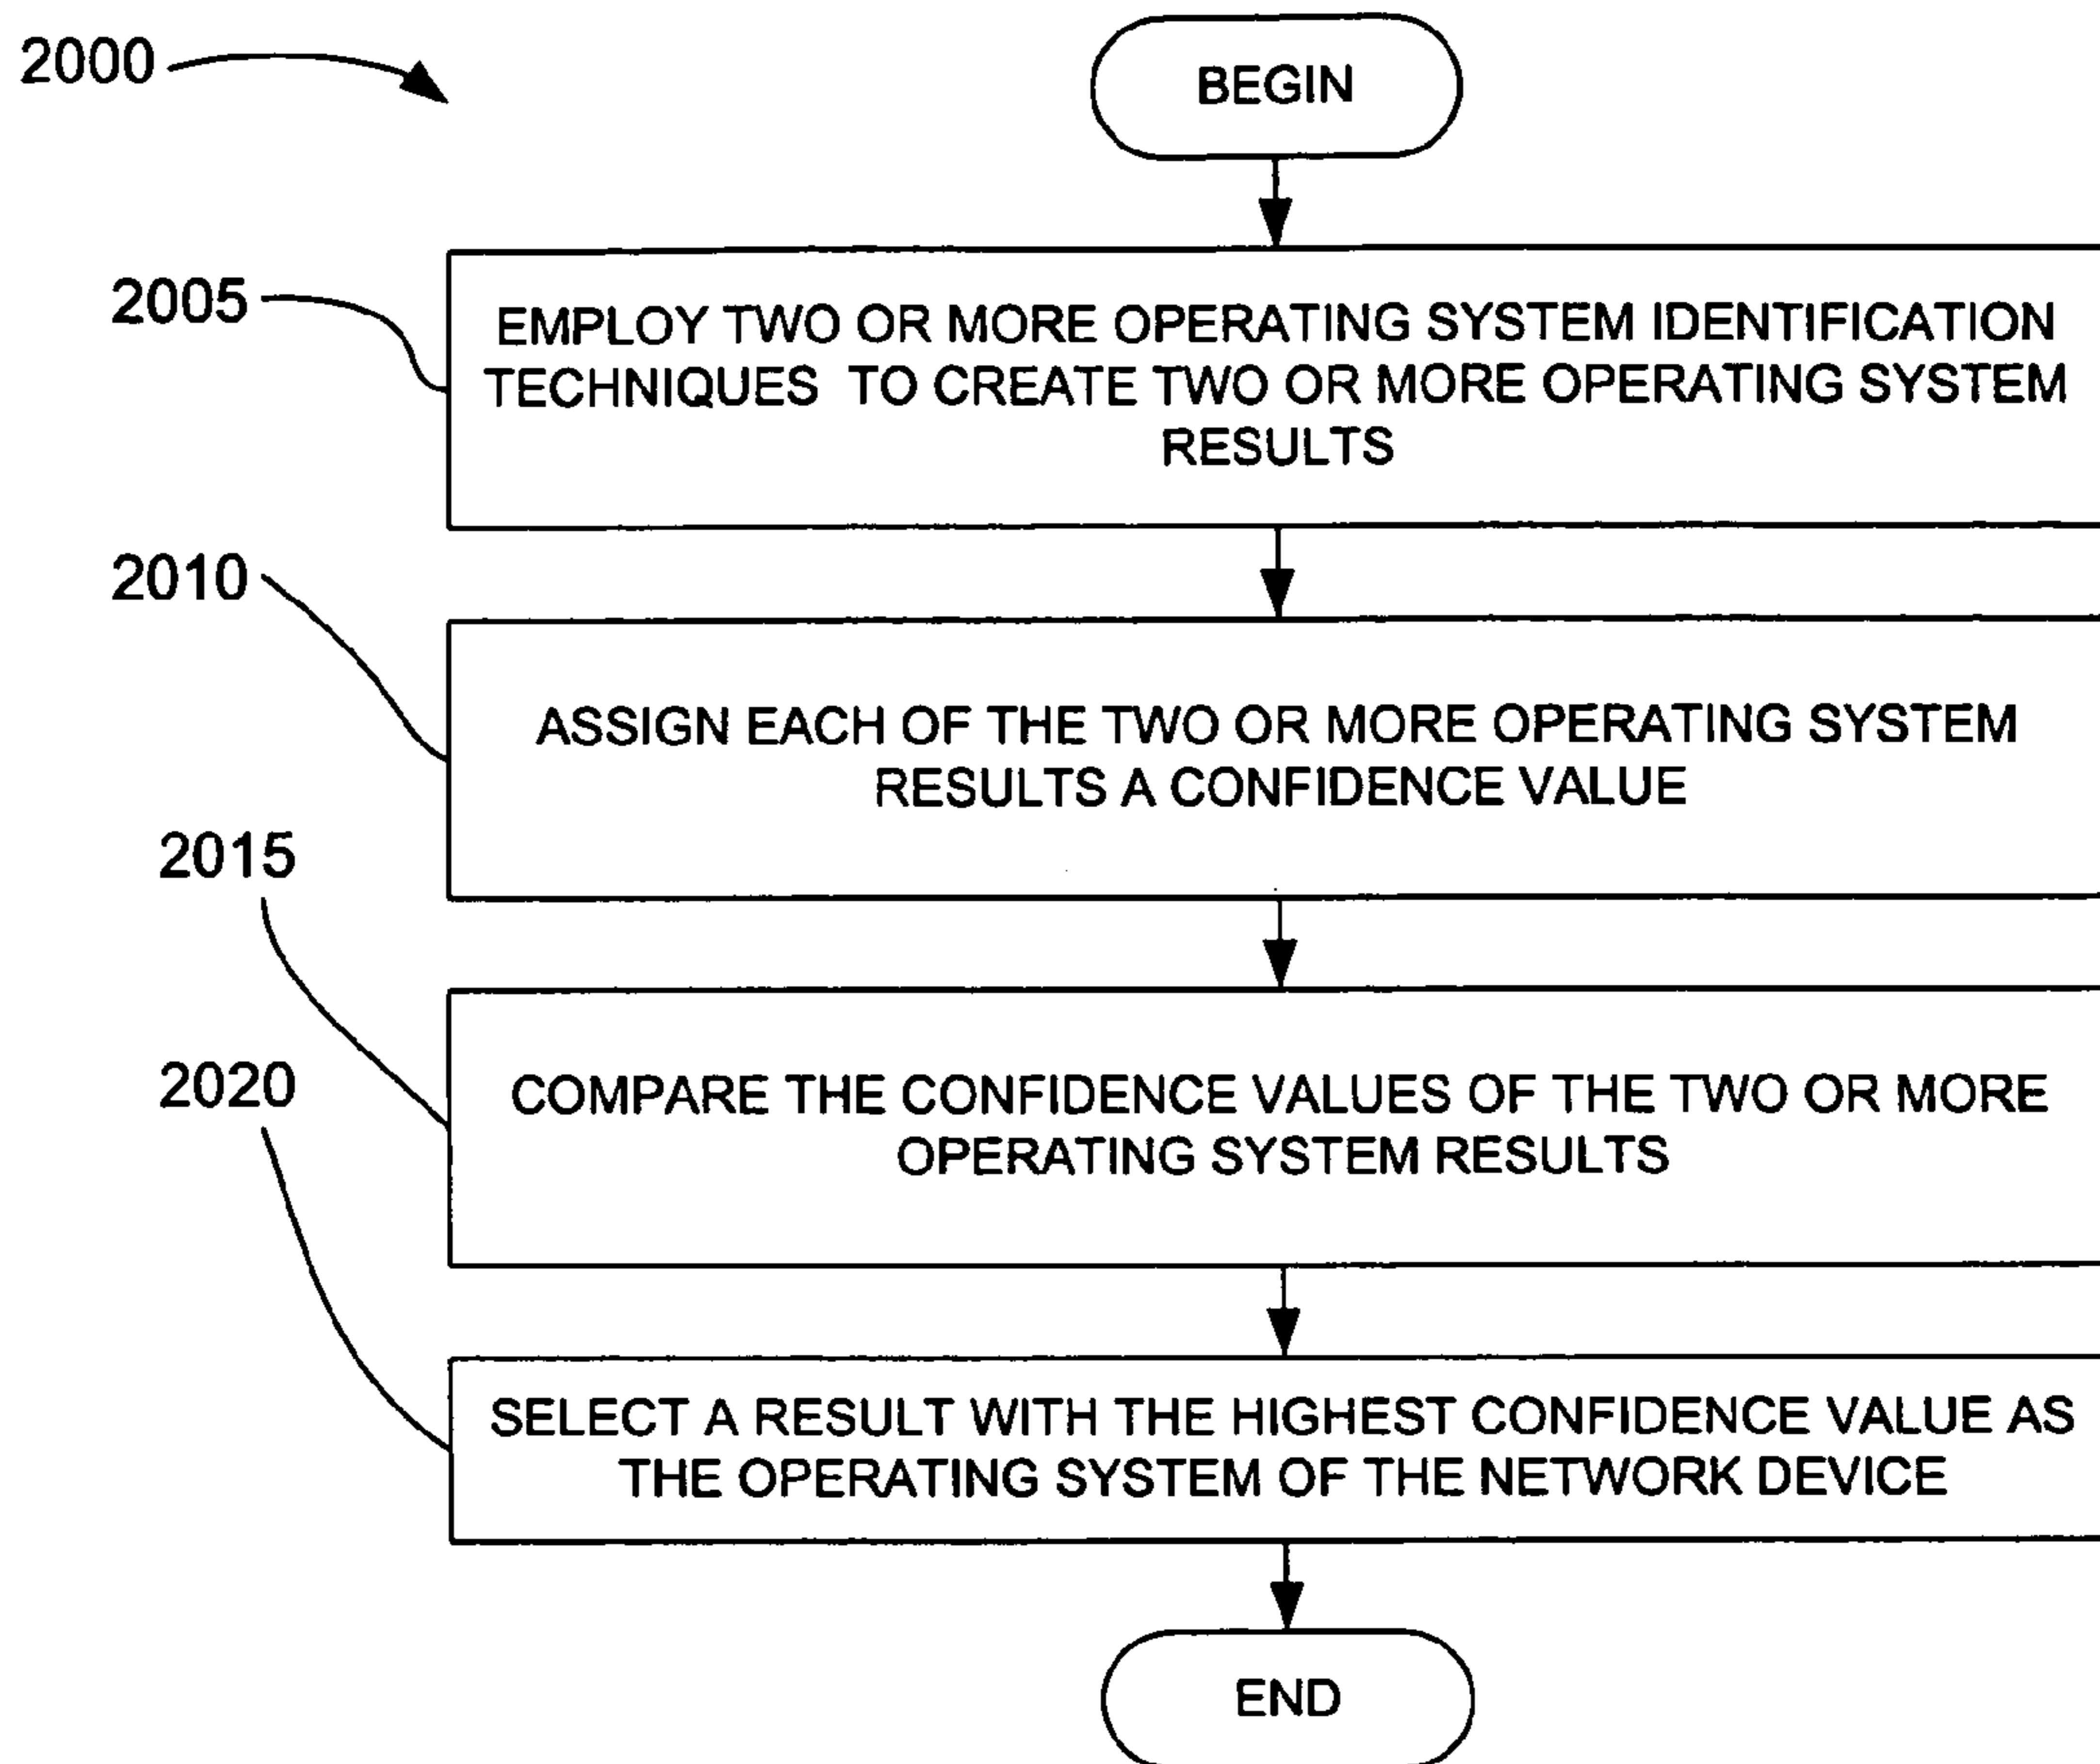 2000
BEGIN
2005
EMPLOY TWO OR MORE OPERATING SYSTEM IDENTIFICATION
TECHNIQUES TO CREATE TWO OR MORE OPERATING SYSTEM
RESULTS
2010
ASSIGN EACH OF THE TWO OR MORE OPERATING SYSTEM
RESULTS A CONFIDENCE VALUE
2015
COMPARE THE CONFIDENCE VALUES OF THE TWO OR MORE
OPERATING SYSTEM RESULTS
2020
SELECT A RESULT WITH THE HIGHEST CONFIDENCE VALUE AS
THE OPERATING SYSTEM OF THE NETWORK DEVICE
END